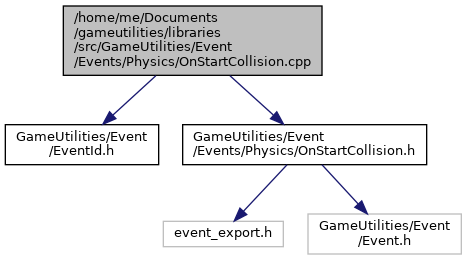 /home/me/Documents
/gameutilities/libraries
/src/GameUtilities/Event
/Events/Physics/OnStartCollision.cpp
GameUtilities/Event
/EventId.h
GameUtilities/Event
/Events/Physics/OnStartCollision.h
event_export.h
GameUtilities/Event
/Event.h